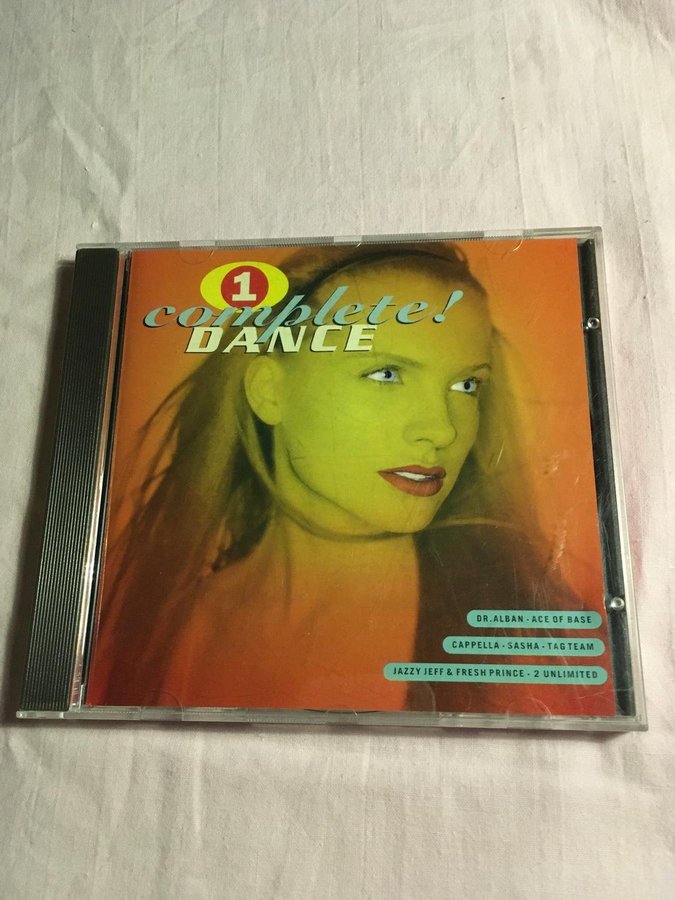 1
complete!
DANCE
DR. ALBAN - ACE OF BASE
CAPPELLA - SASHA - TAG TEAM
JAZZY JEFF & FRESH PRINCE - 2 UNLIMITED